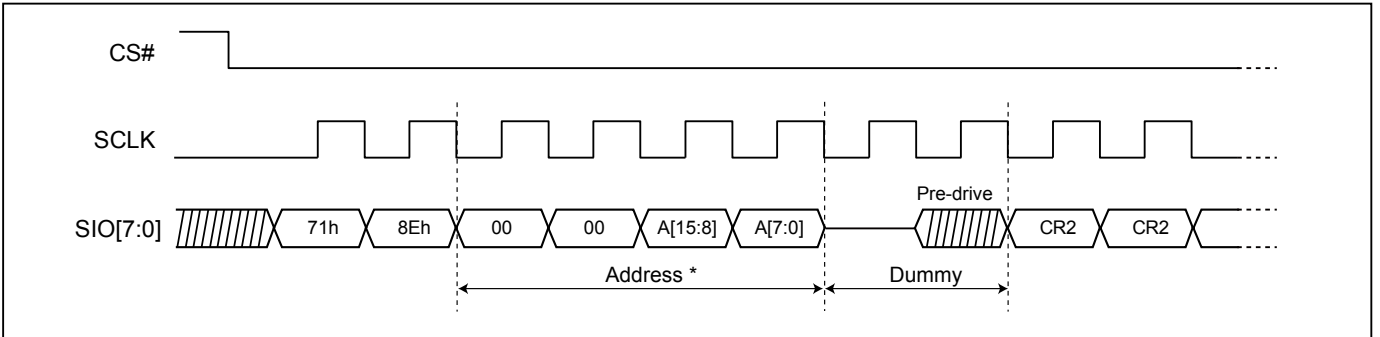 CS#
SCLK
Pre-drive
SIO[7:0] 71h 8Eh 00 00 A[15:8] A[7:0] CR2 CR2
Address * Dummy